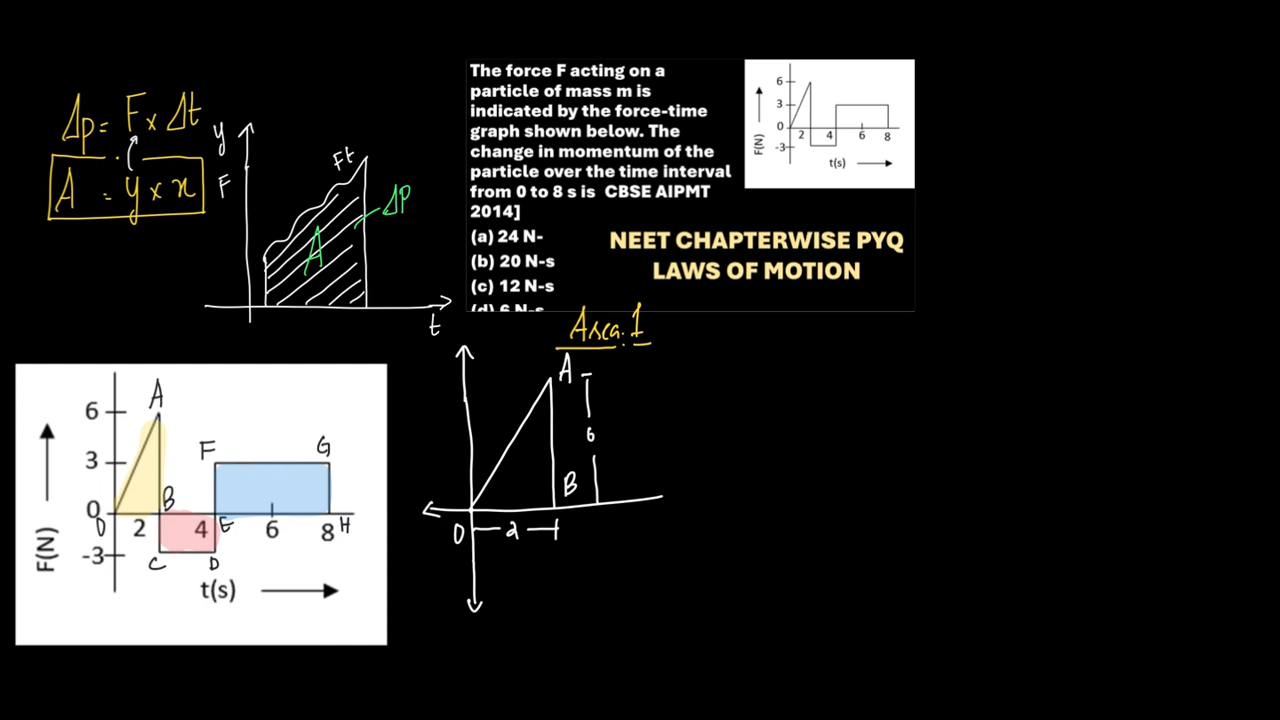 Δp = F × Δt
A = y × x
y
F
Ft
A
ΔP
t
The force F acting on a
particle of mass m is
indicated by the force-time
graph shown below. The
change in momentum of the
particle over the time interval
from 0 to 8 s is CBSE AIPMT
2014]
(a) 24 N-
(b) 20 N-s
(c) 12 N-s
(d) 6 N-s
6
3
0
-3
2 4 6 8
F(N)
t(s)
NEET CHAPTERWISE PYQ
LAWS OF MOTION
Area: 1
A
6
B
O 2
A
6
F G
3
B
0
O 2 4 E 6 8 H
-3
C D
F(N)
t(s)